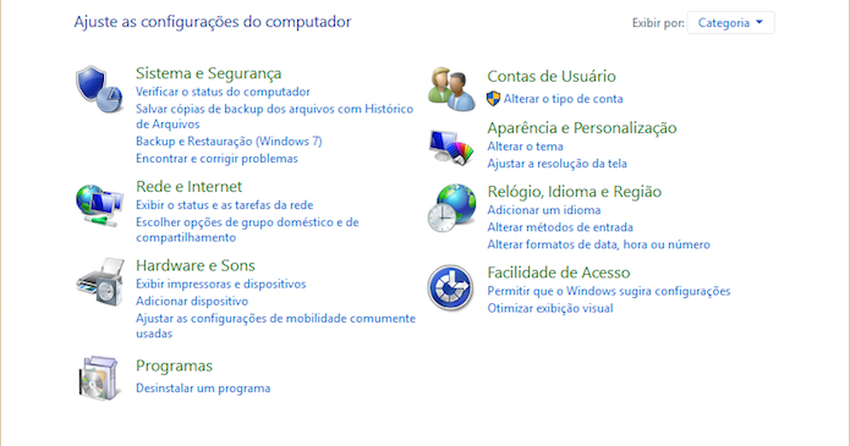 Ajuste as configurações do computador
Exibir por: Categoria
Sistema e Segurança
Verificar o status do computador
Salvar cópias de backup dos arquivos com Histórico
de Arquivos
Backup e Restauração (Windows 7)
Encontrar e corrigir problemas
Rede e Internet
Exibir o status e as tarefas da rede
Escolher opções de grupo doméstico e de
compartilhamento
Hardware e Sons
Exibir impressoras e dispositivos
Adicionar dispositivo
Ajustar as configurações de mobilidade comumente
usadas
Programas
Desinstalar um programa
Contas de Usuário
Alterar o tipo de conta
Aparência e Personalização
Alterar o tema
Ajustar a resolução da tela
Relógio, Idioma e Região
Adicionar um idioma
Alterar métodos de entrada
Alterar formatos de data, hora ou número
Facilidade de Acesso
Permitir que o Windows sugira configurações
Otimizar exibição visual